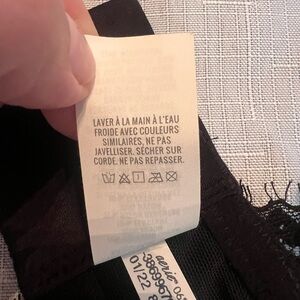 LAVER À LA MAIN À L'EAU
FROIDE AVEC COULEURS
SIMILAIRES, NE PAS
JAVELLISER, SÉCHER SUR
CORDE. NE PAS REPASSER.
aerie
01/22